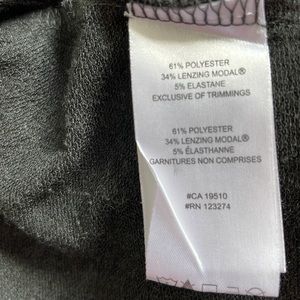 61% POLYESTER
34% LENZING MODAL®
5% ELASTANE
EXCLUSIVE OF TRIMMINGS
61% POLYESTER
34% LENZING MODAL®
5% ÉLASTHANNE
GARNITURES NON COMPRISES
#CA 19510
#RN 123274